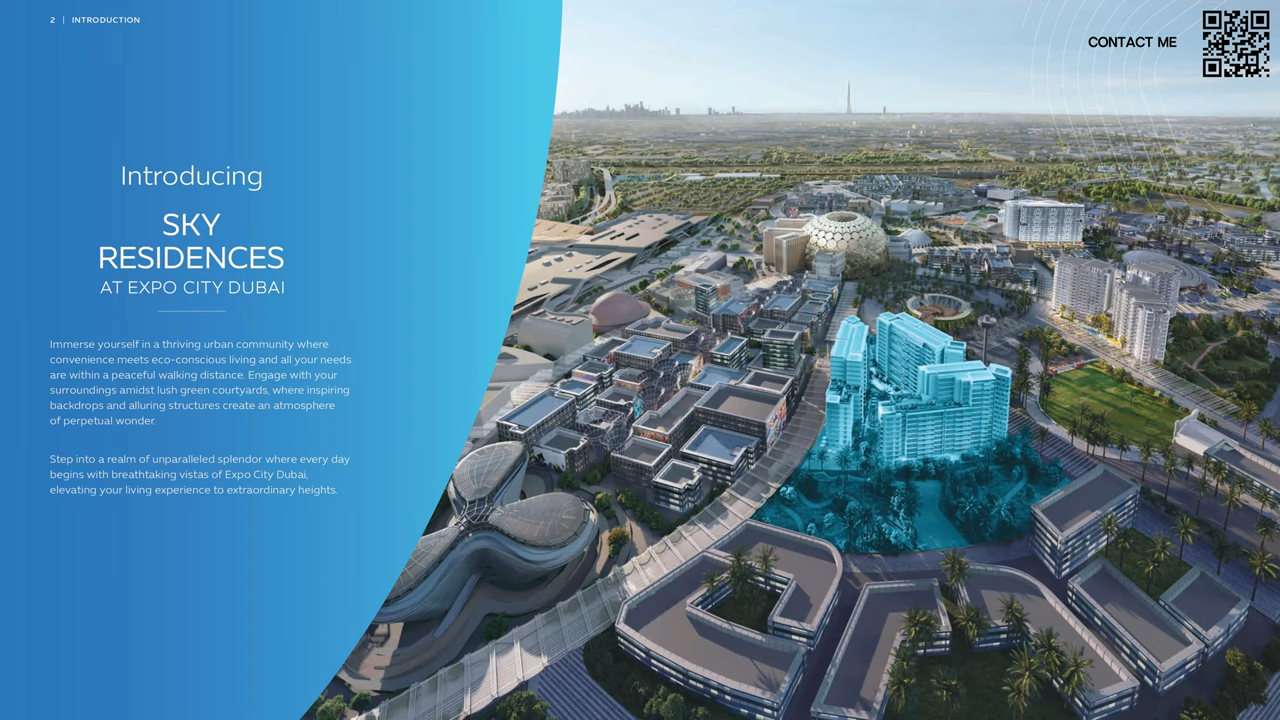 2 | INTRODUCTION
CONTACT ME
Introducing
SKY
RESIDENCES
AT EXPO CITY DUBAI
Immerse yourself in a thriving urban community where
convenience meets eco-conscious living and all your needs
are within a peaceful walking distance. Engage with your
surroundings amidst lush green courtyards, where inspiring
backdrops and alluring structures create an atmosphere
of perpetual wonder.
Step into a realm of unparalleled splendor where every day
begins with breathtaking vistas of Expo City Dubai,
elevating your living experience to extraordinary heights.